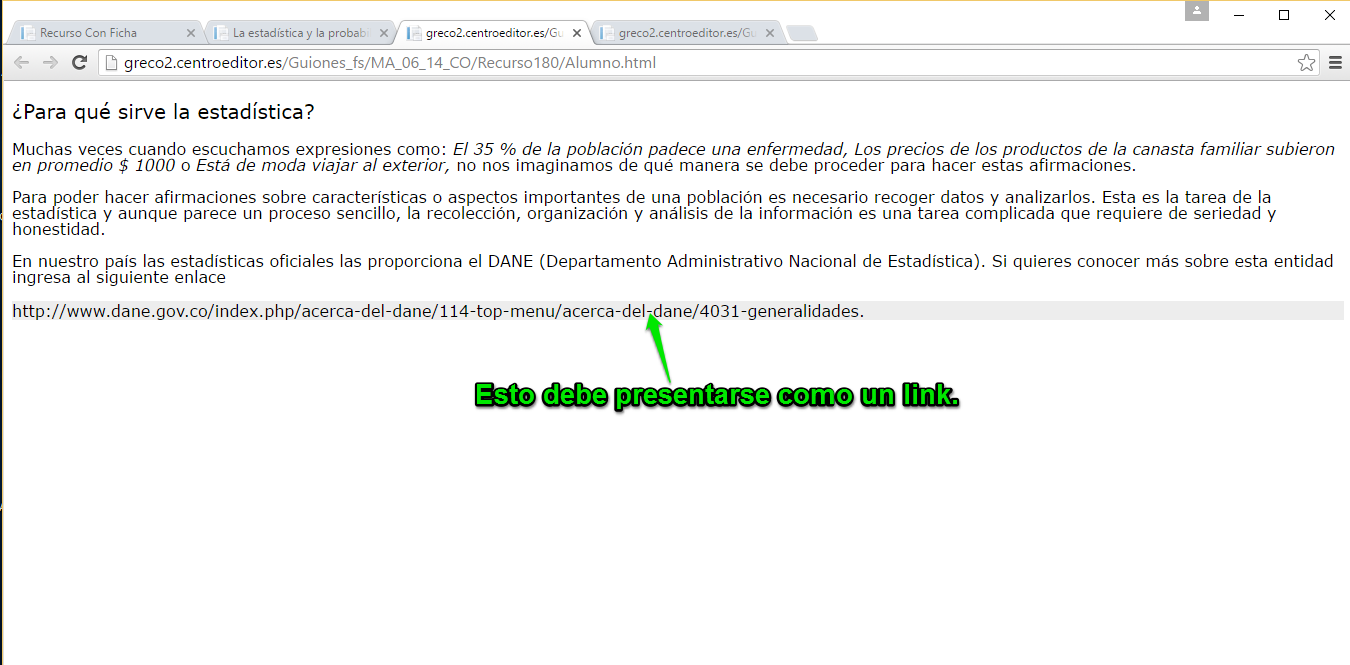 Recurso Con Ficha
La estadística y la probabi
greco2.centroeditor.es/Gu
greco2.centroeditor.es/Gu
greco2.centroeditor.es/Guiones_fs/MA_06_14_CO/Recurso180/Alumno.html
¿Para qué sirve la estadística?
Muchas veces cuando escuchamos expresiones como: El 35 % de la población padece una enfermedad, Los precios de los productos de la canasta familiar subieron
en promedio $ 1000 o Está de moda viajar al exterior, no nos imaginamos de qué manera se debe proceder para hacer estas afirmaciones.
Para poder hacer afirmaciones sobre características o aspectos importantes de una población es necesario recoger datos y analizarlos. Esta es la tarea de la
estadística y aunque parece un proceso sencillo, la recolección, organización y análisis de la información es una tarea complicada que requiere de seriedad y
honestidad.
En nuestro país las estadísticas oficiales las proporciona el DANE (Departamento Administrativo Nacional de Estadística). Si quieres conocer más sobre esta entidad
ingresa al siguiente enlace
http://www.dane.gov.co/index.php/acerca-del-dane/114-top-menu/acerca-del-dane/4031-generalidades.
Esto debe presentarse como un link.